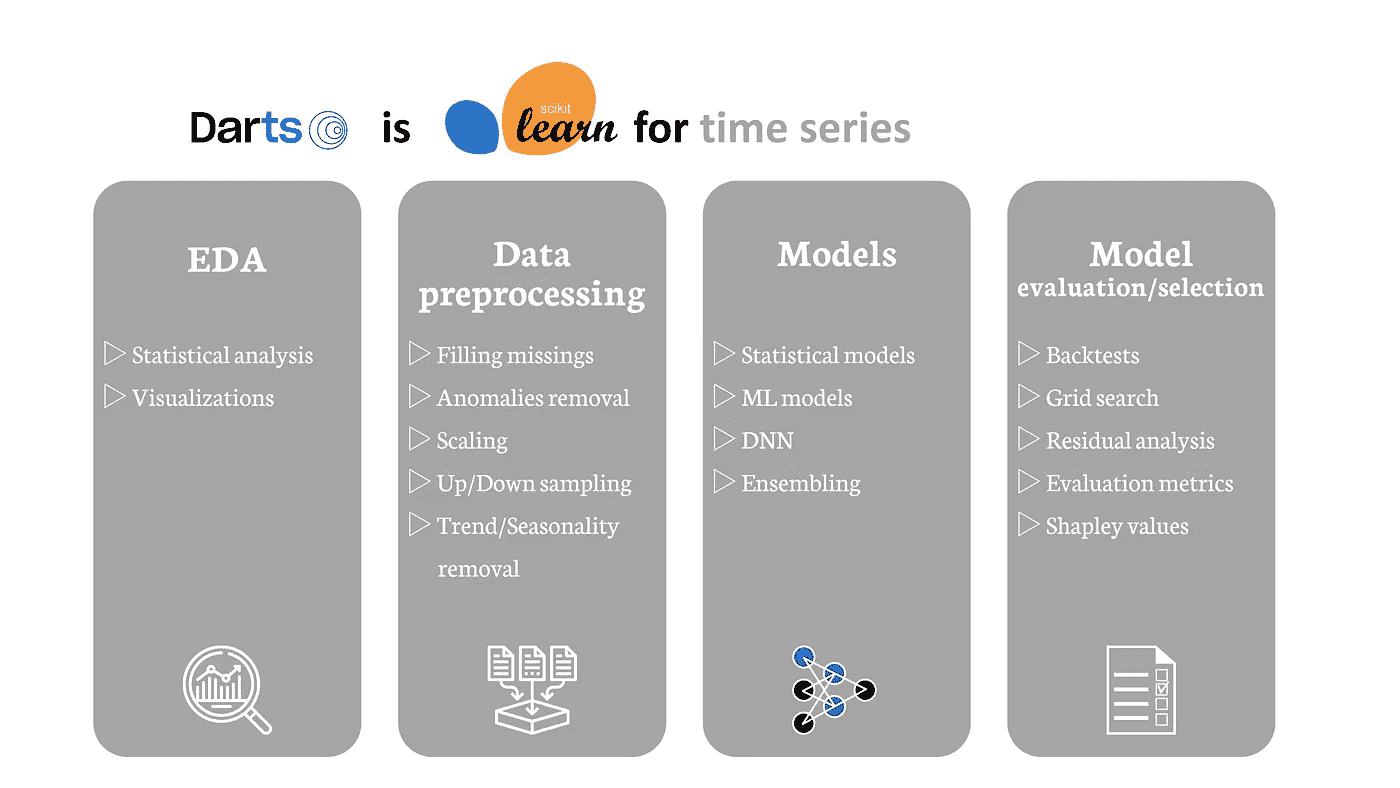 Darts is scikit learn for time series
EDA
Statistical analysis
Visualizations
Data
preprocessing
Filling missings
Anomalies removal
Scaling
Up/Down sampling
Trend/Seasonality
removal
Models
Statistical models
ML models
DNN
Ensembling
Model
evaluation/selection
Backtests
Grid search
Residual analysis
Evaluation metrics
Shapley values